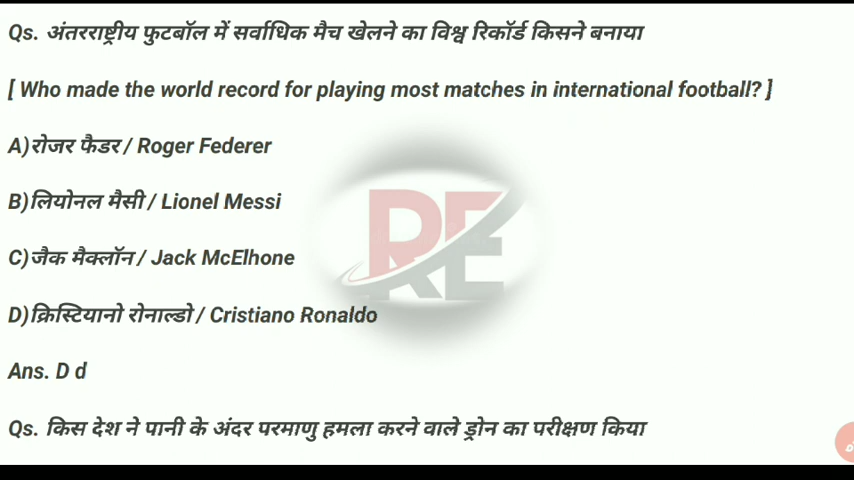 Qs. अंतरराष्ट्रीय फुटबॉल में सर्वाधिक मैच खेलने का विश्व रिकॉर्ड किसने बनाया
[ Who made the world record for playing most matches in international football? ]
A)रोजर फैडर / Roger Federer
B)लियोनल मैसी / Lionel Messi
C)जैक मैक्लॉन / Jack McElhone
D)क्रिस्टियानो रोनाल्डो / Cristiano Ronaldo
Ans. D d
Qs. किस देश ने पानी के अंदर परमाणु हमला करने वाले ड्रोन का परीक्षण किया
RE